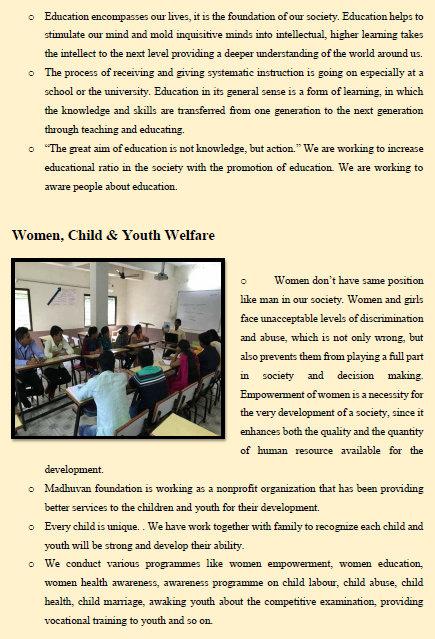 o Education encompasses our lives, it is the foundation of our society. Education helps to
stimulate our mind and mold inquisitive minds into intellectual, higher learning takes
the intellect to the next level providing a deeper understanding of the world around us.
o The process of receiving and giving systematic instruction is going on especially at a
school or the university. Education in its general sense is a form of learning, in which
the knowledge and skills are transferred from one generation to the next generation
through teaching and educating.
o “The great aim of education is not knowledge, but action.” We are working to increase
educational ratio in the society with the promotion of education. We are working to
aware people about education.
Women, Child & Youth Welfare
o Women don’t have same position
like man in our society. Women and girls
face unacceptable levels of discrimination
and abuse, which is not only wrong, but
also prevents them from playing a full part
in society and decision making.
Empowerment of women is a necessity for
the very development of a society, since it
enhances both the quality and the quantity
of human resource available for the
development.
o Madhuvan foundation is working as a nonprofit organization that has been providing
better services to the children and youth for their development.
o Every child is unique. . We have work together with family to recognize each child and
youth will be strong and develop their ability.
o We conduct various programmes like women empowerment, women education,
women health awareness, awareness programme on child labour, child abuse, child
health, child marriage, awaking youth about the competitive examination, providing
vocational training to youth and so on.